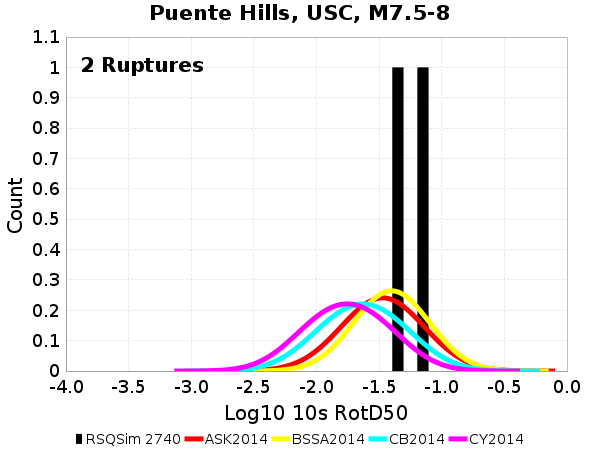 Puente Hills, USC, M7.5-8
2 Ruptures
1.1
1
0.9
0.8
0.7
0.6
0.5
0.4
0.3
0.2
0.1
0
Count
-4.0 -3.5 -3.0 -2.5 -2.0 -1.5 -1.0 -0.5 0.0
Log10 10s RotD50
RSQSim 2740 ASK2014 BSSA2014 CB2014 CY2014